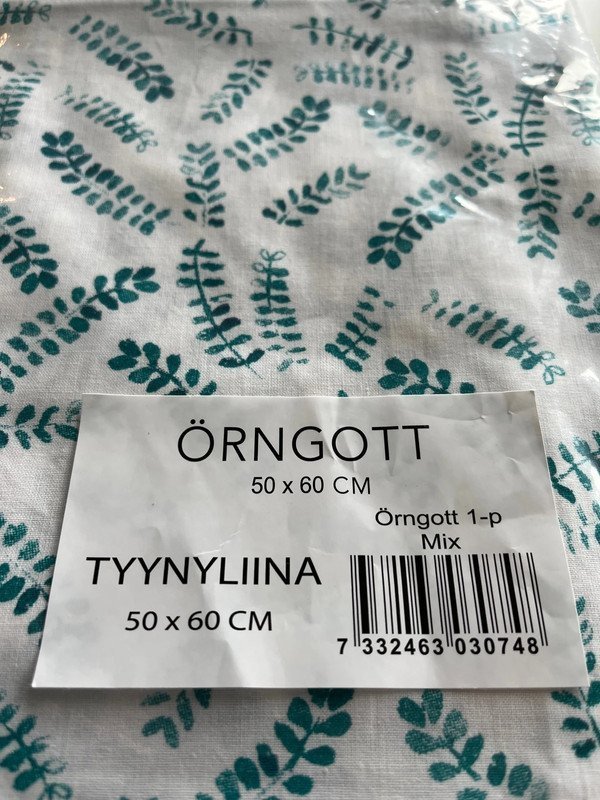 ÖRNGOTT
50 x 60 CM
Örngott 1-p
Mix
TYYNYLIINA
50 x 60 CM
7 332463 030748